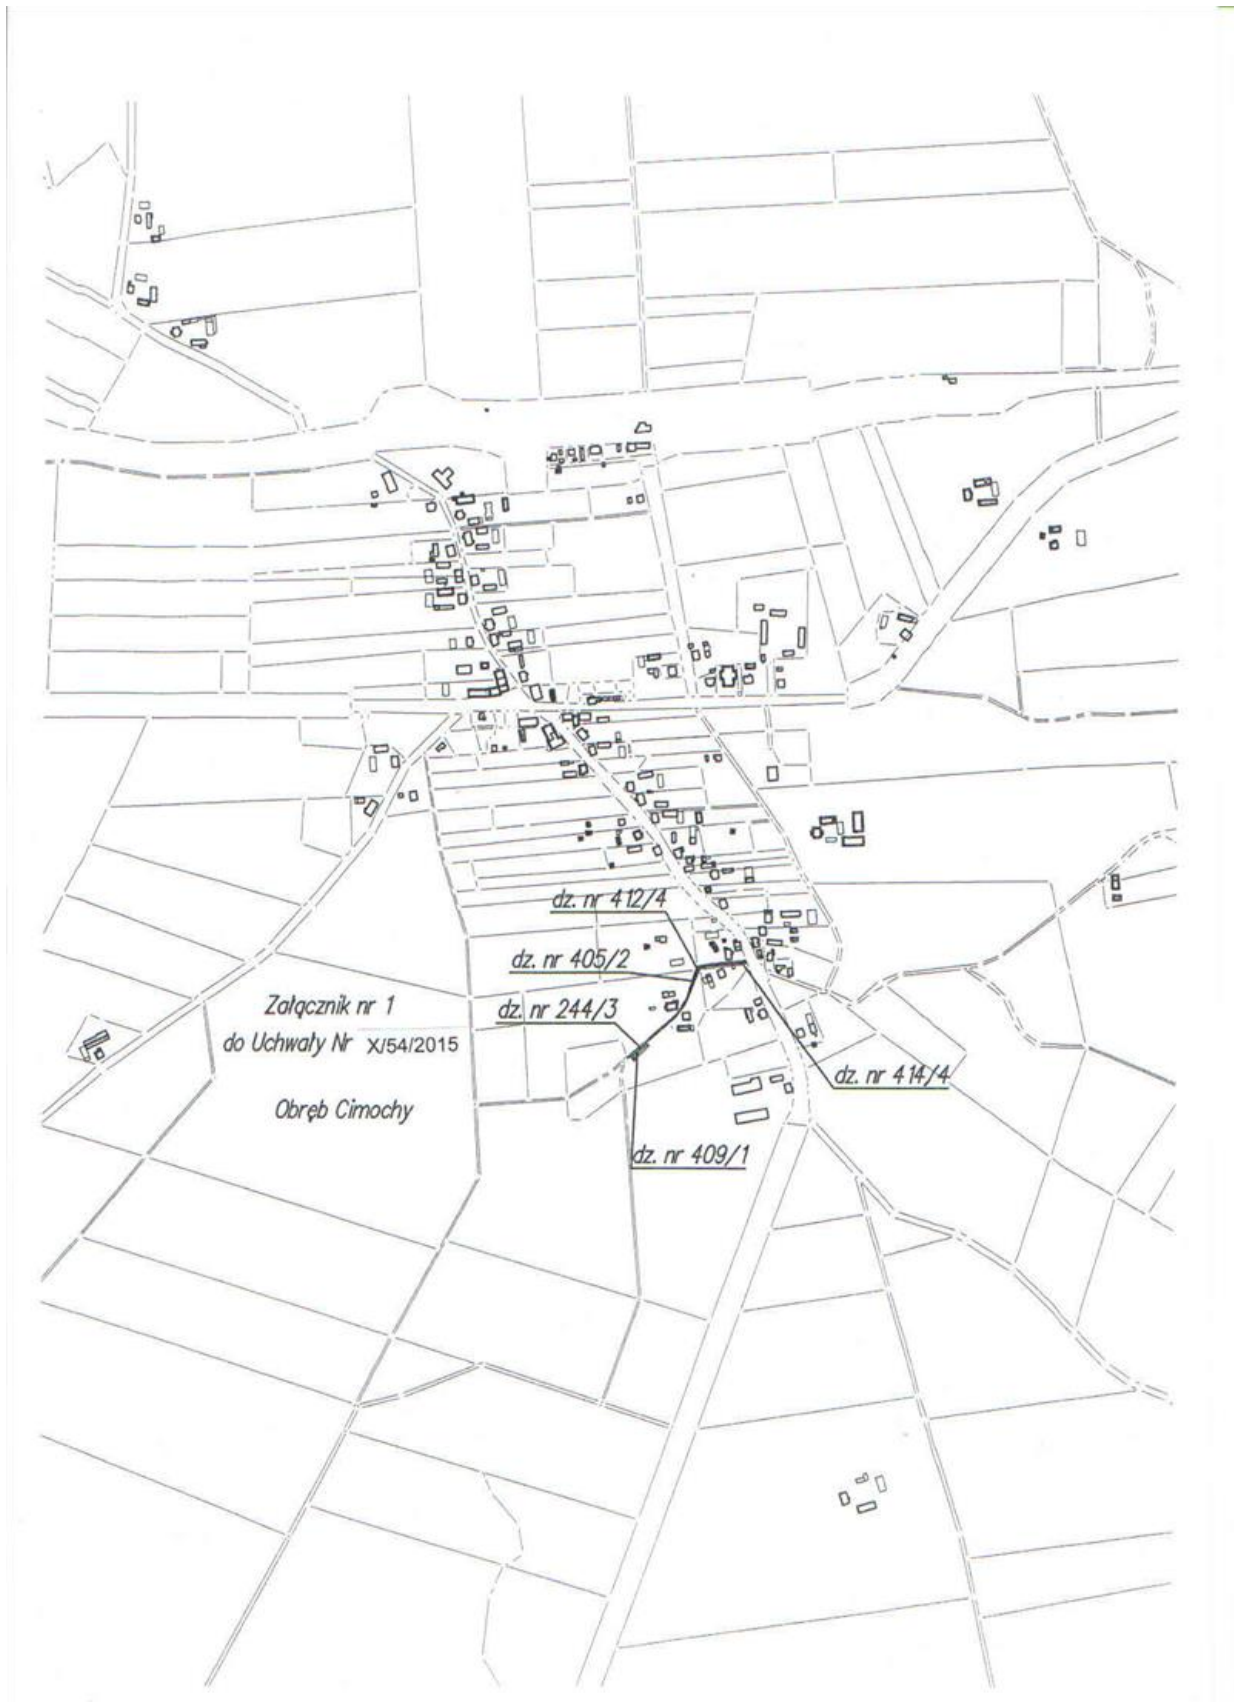 dz. nr 412/4
dz. nr 405/2
dz. nr 244/3
Załącznik nr 1
do Uchwały Nr X/54/2015
Obręb Cimochy
dz. nr 414/4
dz. nr 409/1